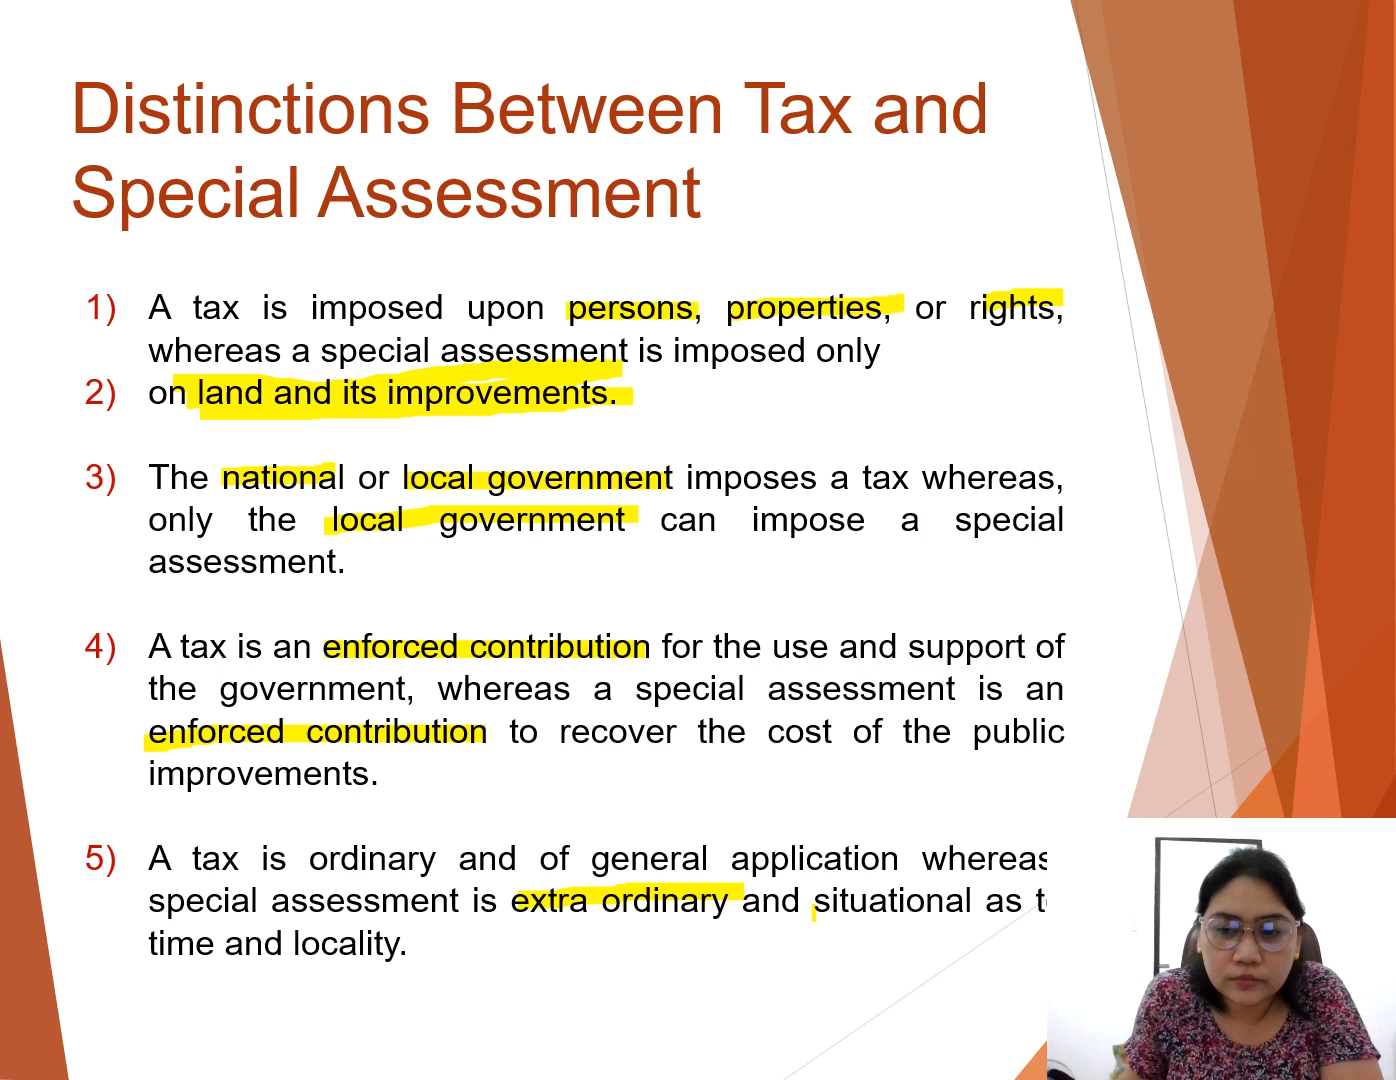 Distinctions Between Tax and
Special Assessment
1) A tax is imposed upon persons, properties, or rights,
whereas a special assessment is imposed only
2) on land and its improvements.
3) The national or local government imposes a tax whereas,
only the local government can impose a special
assessment.
4) A tax is an enforced contribution for the use and support of
the government, whereas a special assessment is an
enforced contribution to recover the cost of the public
improvements.
5) A tax is ordinary and of general application whereas
special assessment is extra ordinary and situational as
time and locality.